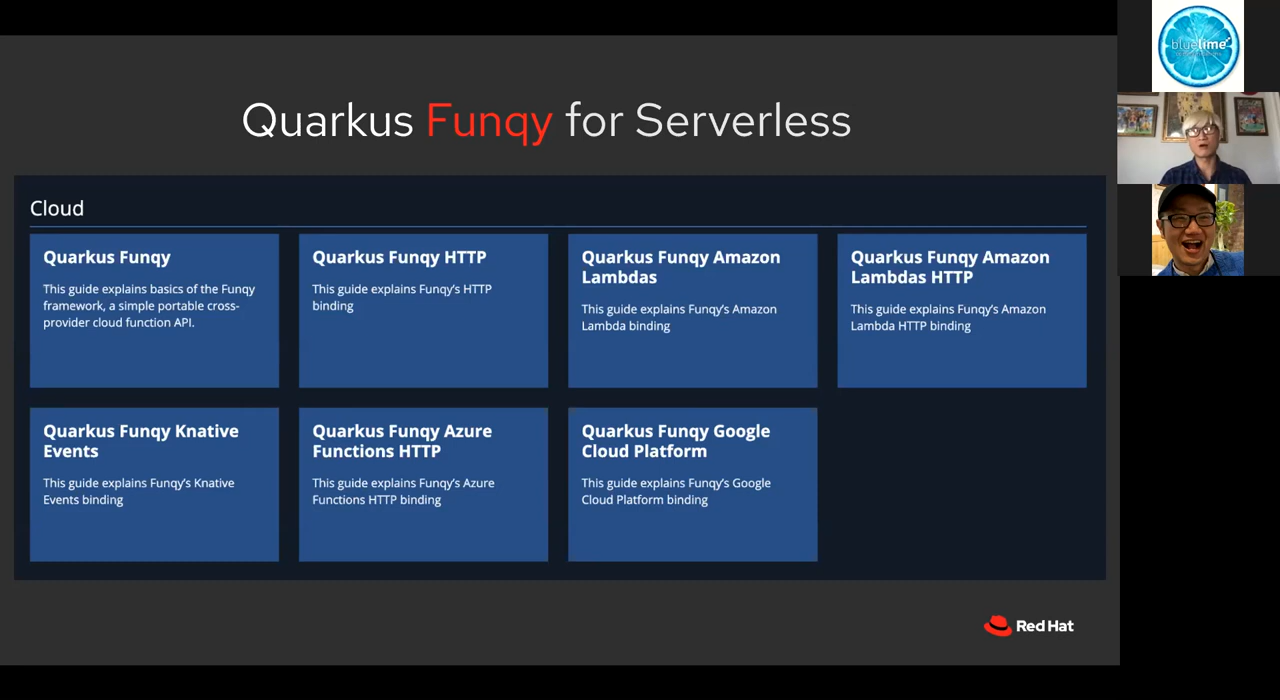 Quarkus Funqy for Serverless
Cloud
Quarkus Funqy
This guide explains basics of the Funqy
framework, a simple portable cross-
provider cloud function API.
Quarkus Funqy HTTP
This guide explains Funqy’s HTTP
binding
Quarkus Funqy Amazon
Lambdas
This guide explains Funqy’s Amazon
Lambda binding
Quarkus Funqy Amazon
Lambdas HTTP
This guide explains Funqy’s Amazon
Lambda HTTP binding
Quarkus Funqy Knative
Events
This guide explains Funqy’s Knative
Events binding
Quarkus Funqy Azure
Functions HTTP
This guide explains Funqy’s Azure
Functions HTTP binding
Quarkus Funqy Google
Cloud Platform
This guide explains Funqy’s Google
Cloud Platform binding
Red Hat
bluelime